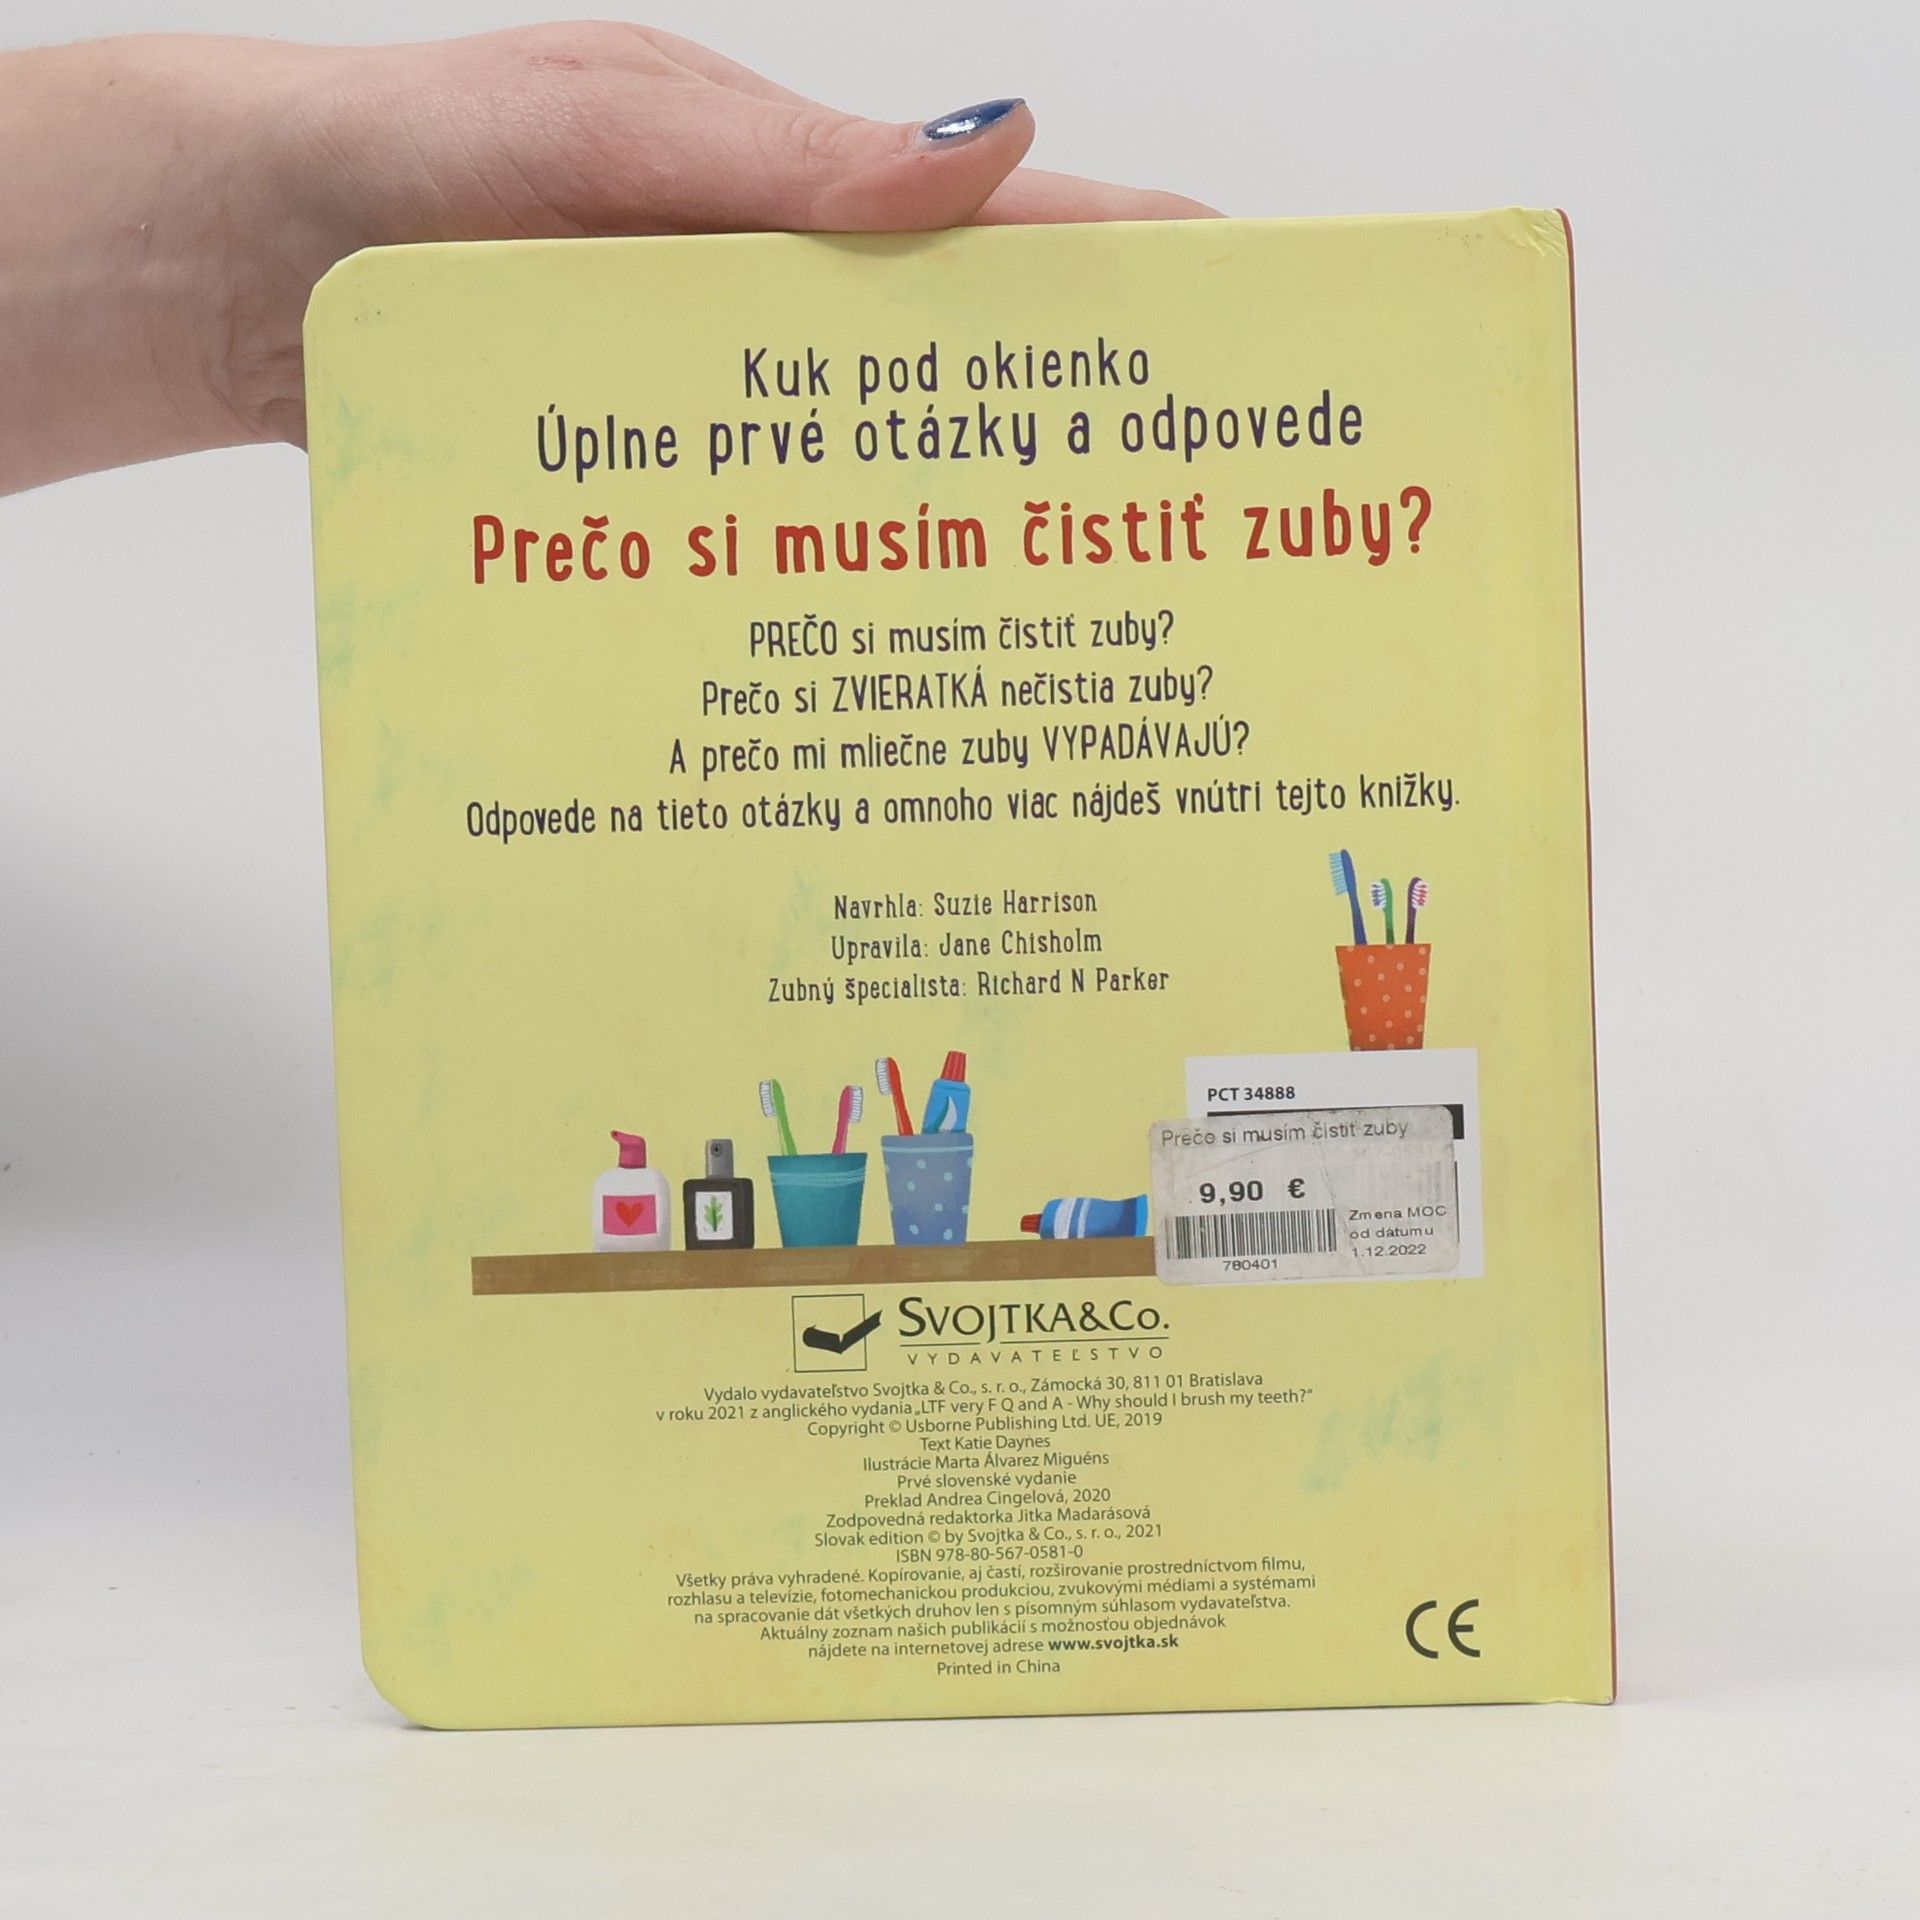 Kuk pod okienko
Úplne prvé otázky a odpovede
Prečo si musím čistiť zuby?
PREČO si musím čistiť zuby?
Prečo si ZVIERATKÁ nečistia zuby?
A prečo mi mliečne zuby VYPADÁVAJÚ?
Odpovede na tieto otázky a omnoho viac nájdeš vnútri tejto knižky.
Navrhla: Suzie Harrison
Upravila: Jane Chisholm
Zubný špecialista: Richard N Parker
PCT 34888
Prečo si musím čistit zuby
9,90 €
Zmena MOC
od dátumu
1.12.2022
780401
SVOJTKA&CO.
VYDAVATEĽSTVO
Vydalo vydavateľstvo Svojtka & Co., s. r. o., Zámocká 30, 811 01 Bratislava
v roku 2021 z anglického vydania „LTF very F Q and A - Why should I brush my teeth?“
Copyright © Usborne Publishing Ltd. UE, 2019
Text Katie Daynes
Ilustrácie Marta Álvarez Miguéns
Prvé slovenské vydanie
Preklad Andrea Cingelová, 2020
Zodpovedná redaktorka Jitka Madarásová
Slovak edition © by Svojtka & Co., s. r. o., 2021
ISBN 978-80-567-0581-0
Všetky práva vyhradené. Kopírovanie, aj častí, rozširovanie prostredníctvom filmu,
rozhlasu a televízie, fotomechanickou produkciou, zvukovými médiami a systémami
na spracovanie dát všetkých druhov len s písomným súhlasom vydavateľstva.
Aktuálny zoznam našich publikácií s možnosťou objednávok
nájdete na internetovej adrese www.svojtka.sk
Printed in China
CE